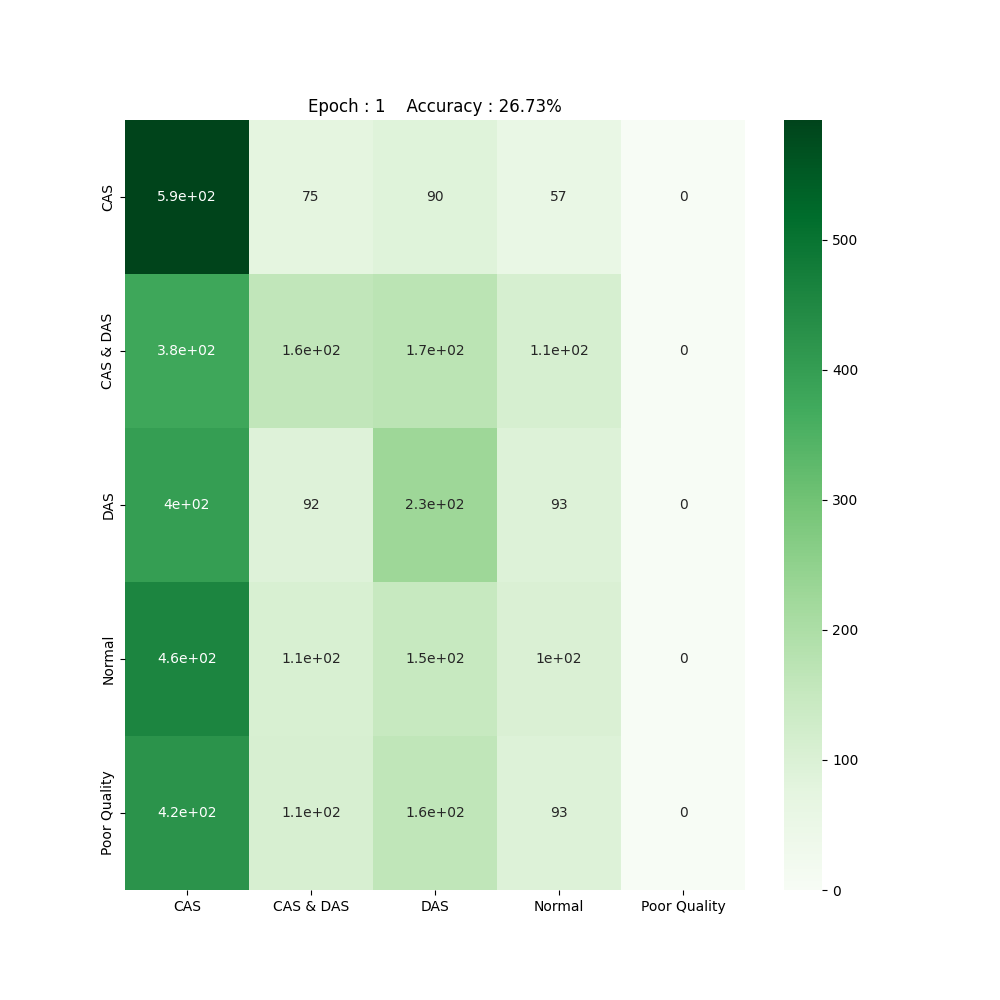 Epoch : 1    Accuracy : 26.73%
CAS 5.9e+02 75 90 57 0
CAS & DAS 3.8e+02 1.6e+02 1.7e+02 1.1e+02 0
DAS 4e+02 92 2.3e+02 93 0
Normal 4.6e+02 1.1e+02 1.5e+02 1e+02 0
Poor Quality 4.2e+02 1.1e+02 1.6e+02 93 0
CAS CAS & DAS DAS Normal Poor Quality
500
400
300
200
100
0